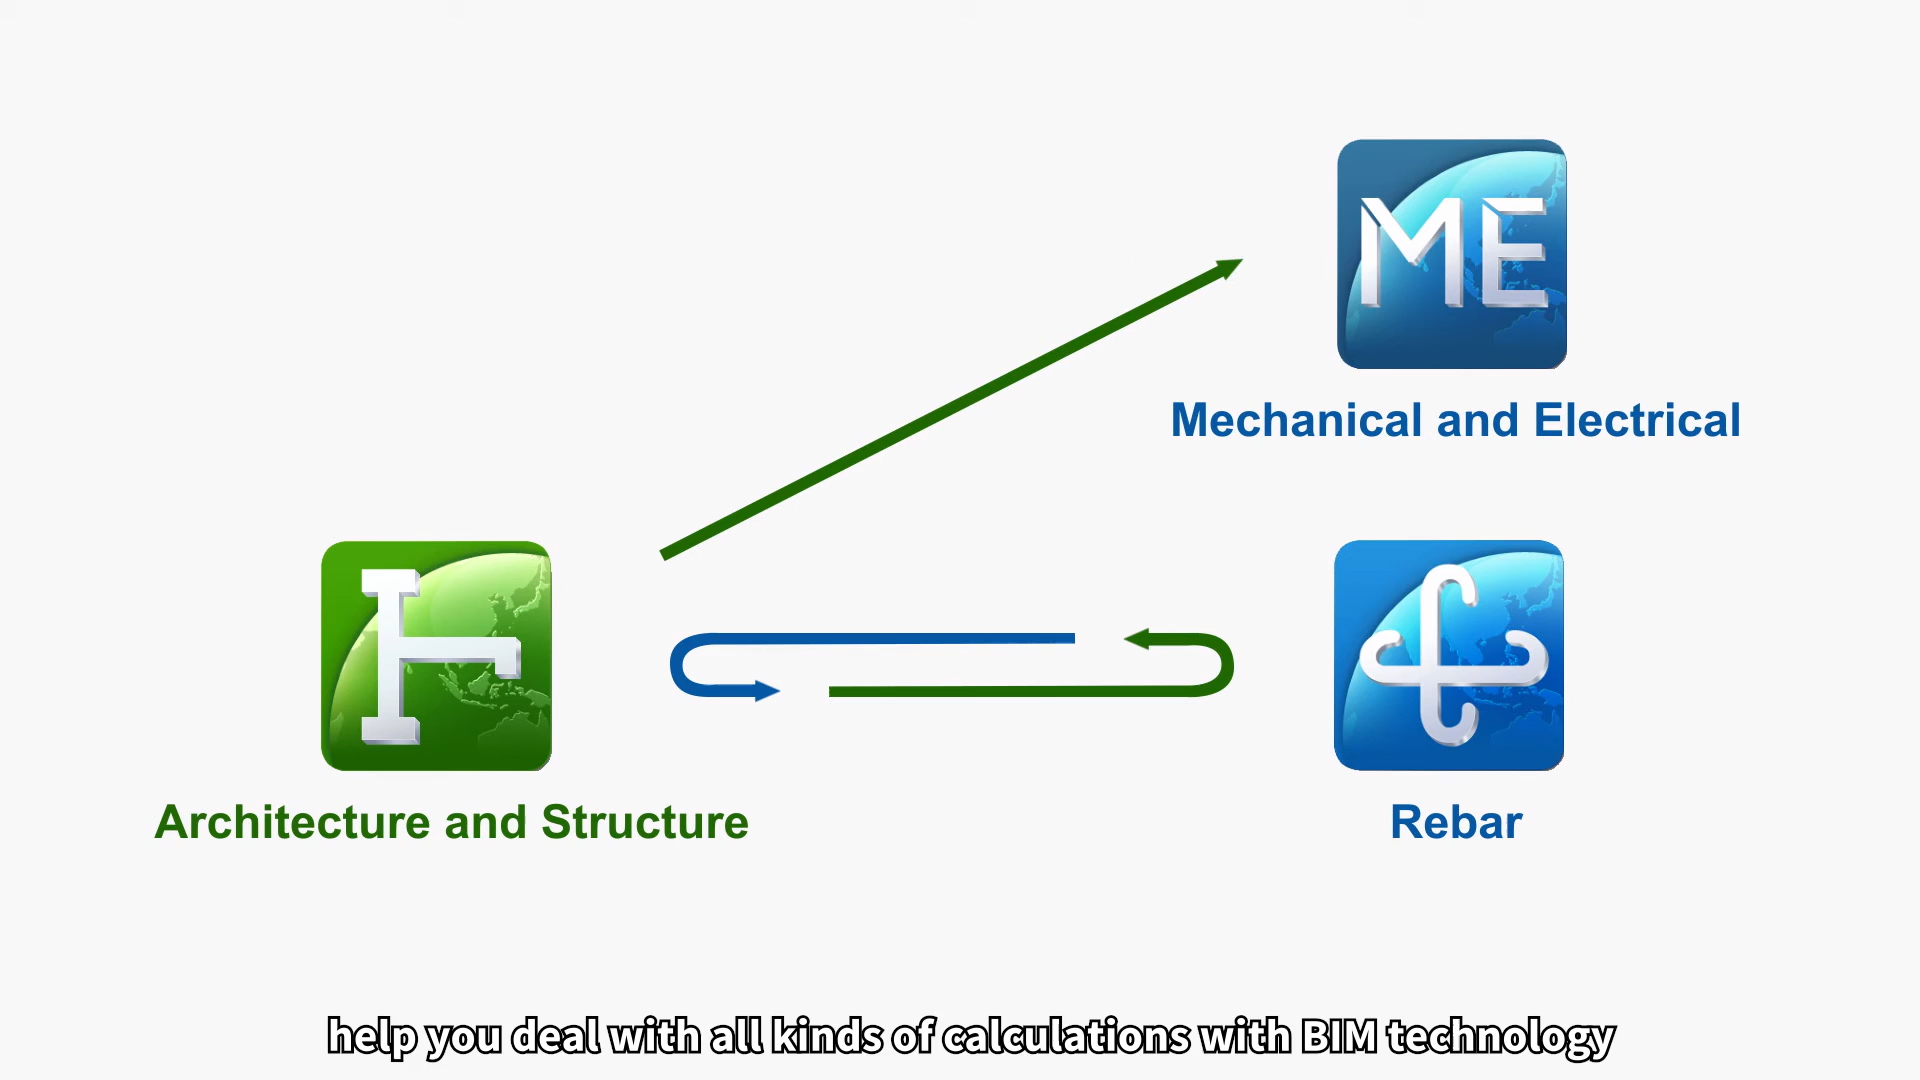 ME
Mechanical and Electrical
Architecture and Structure
Rebar
help you deal with all kinds of calculations with BIM technology